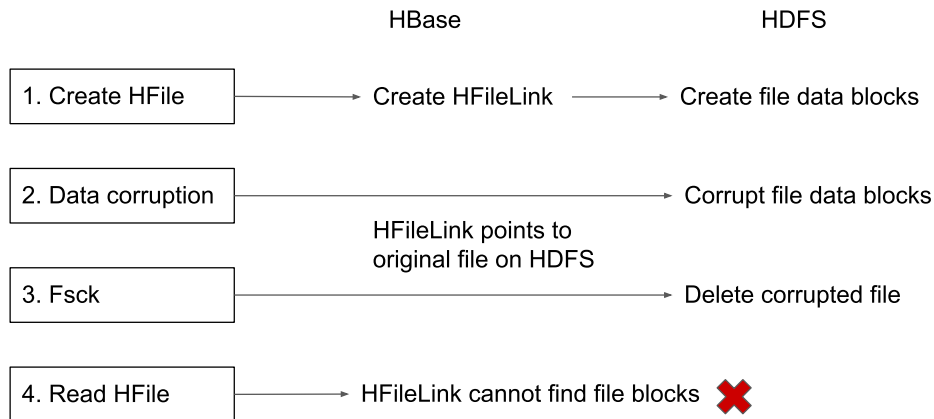 HBase HDFS
1. Create HFile Create HFileLink Create file data blocks
2. Data corruption Corrupt file data blocks
HFileLink points to
original file on HDFS
3. Fsck Delete corrupted file
4. Read HFile HFileLink cannot find file blocks